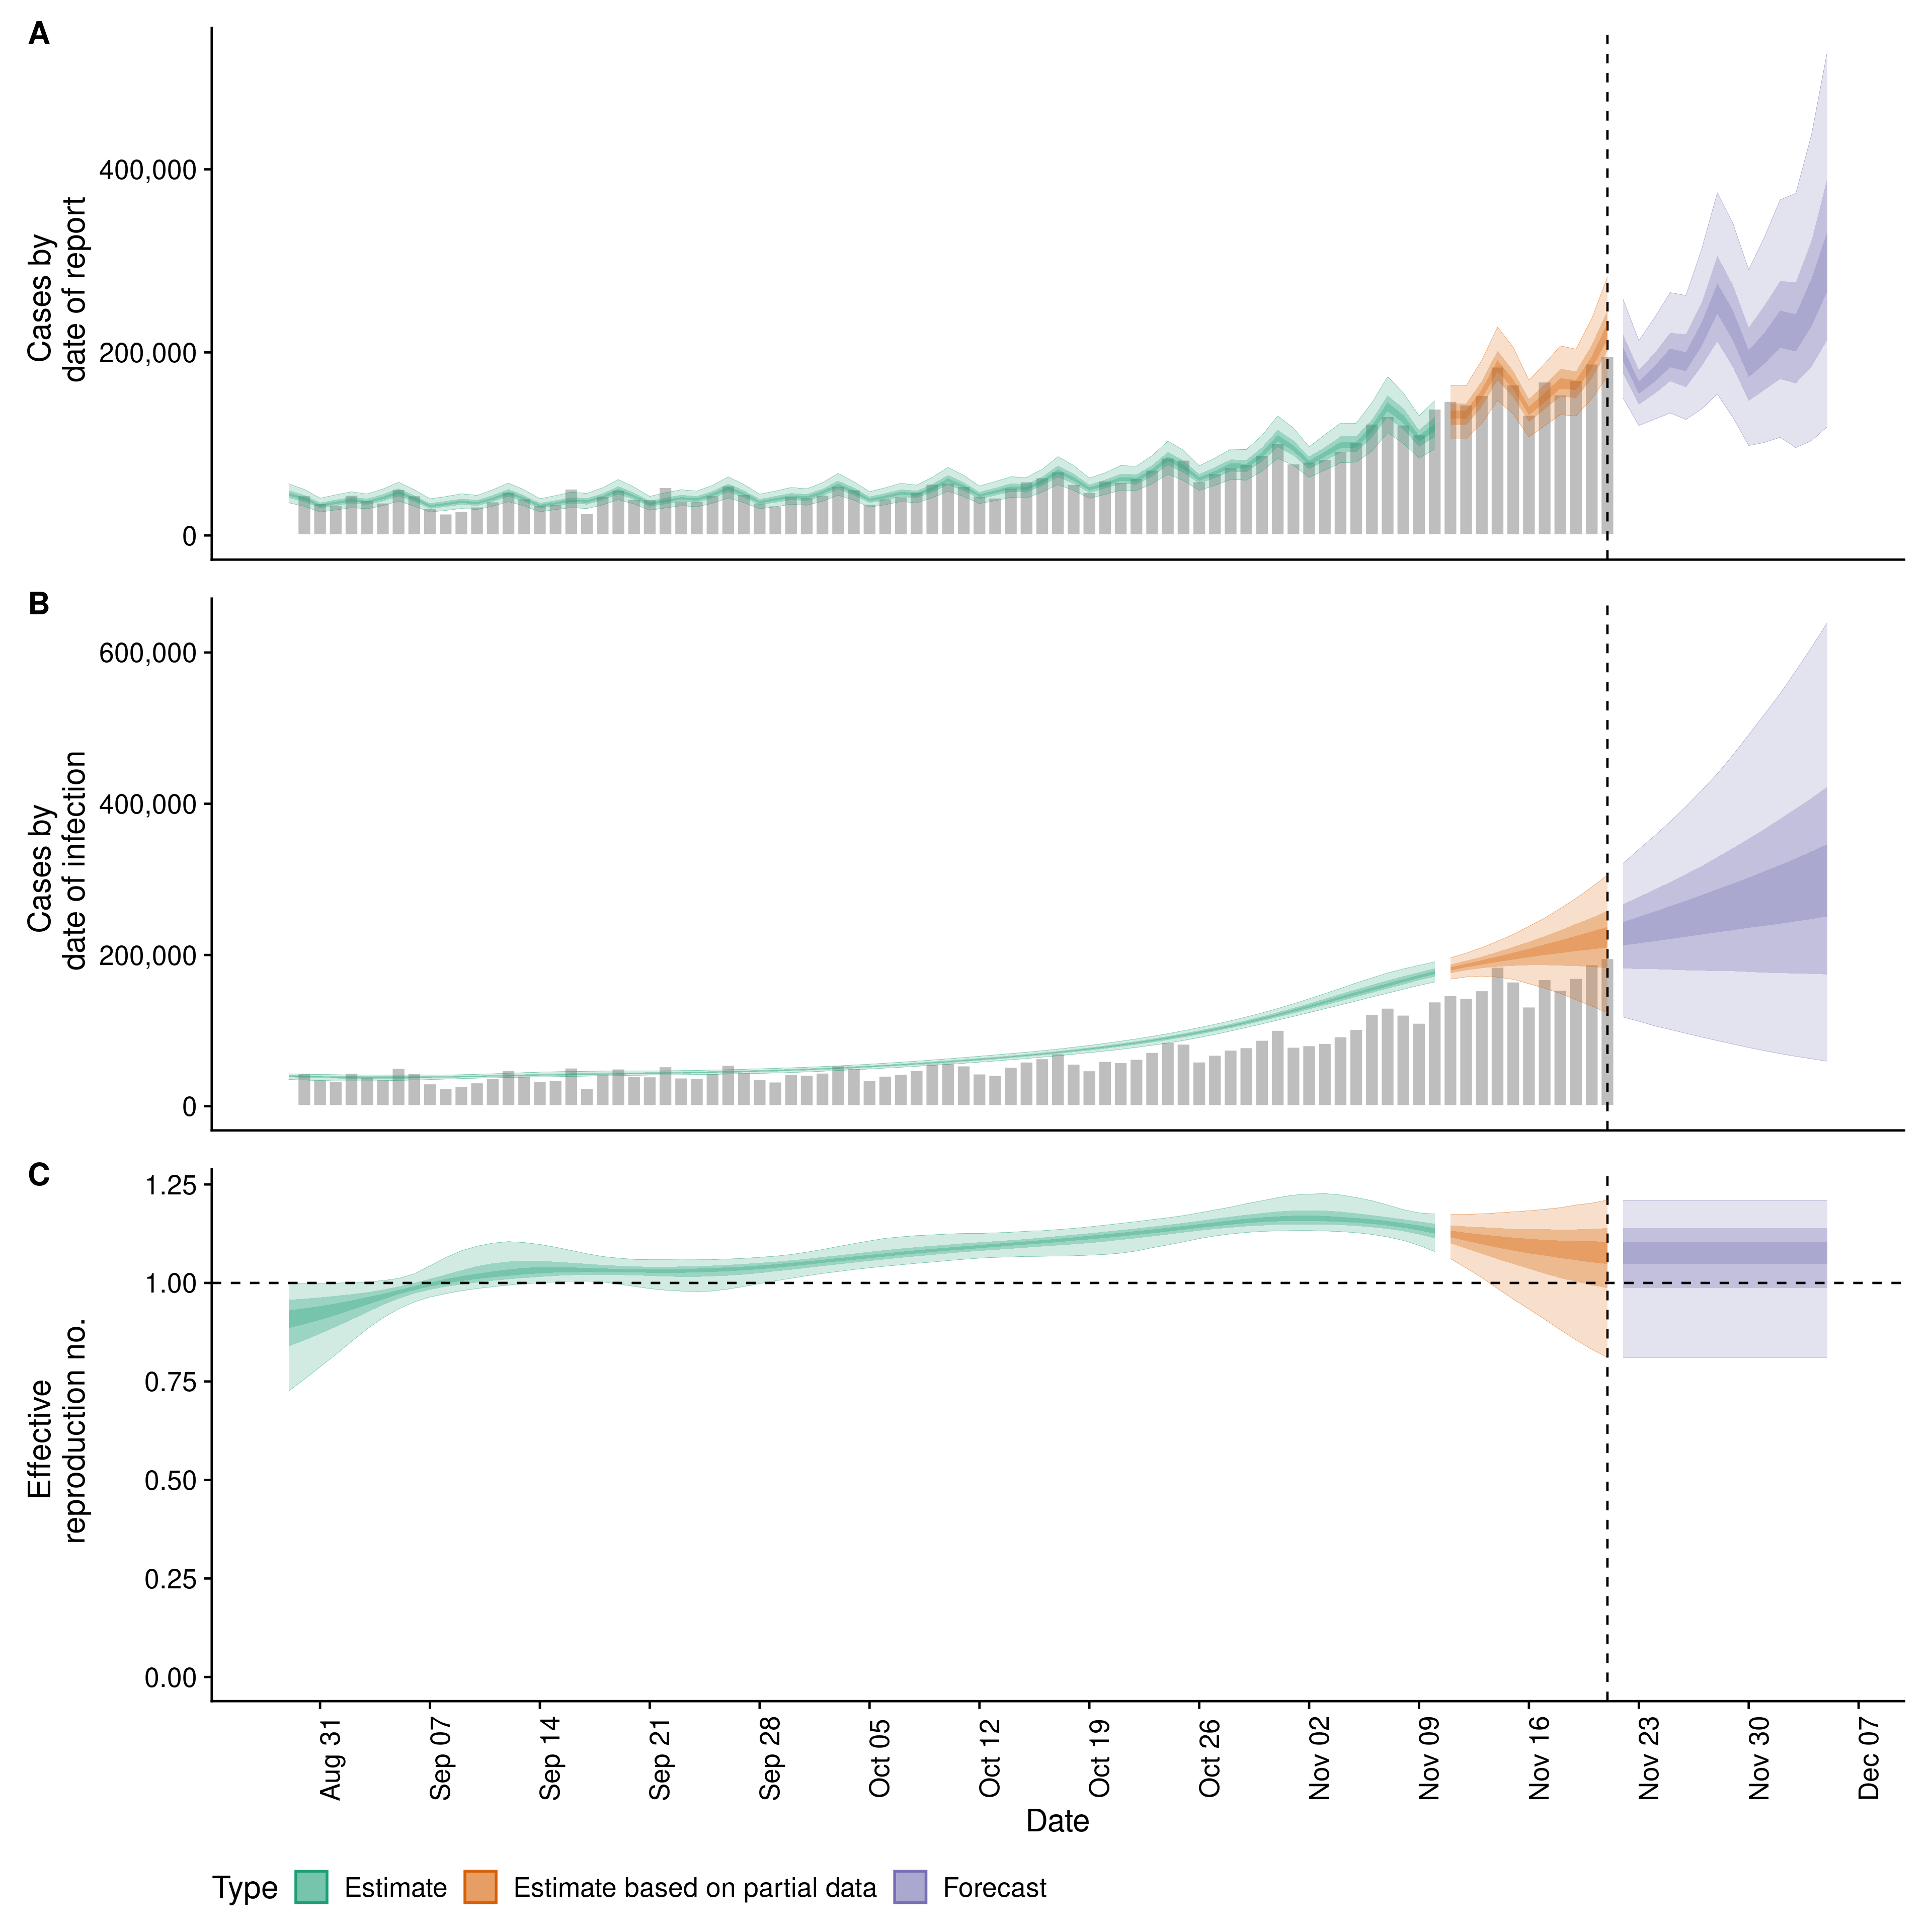 A
Cases by
date of report
400,000
200,000
0
B
Cases by
date of infection
600,000
400,000
200,000
0
C
Effective
reproduction no.
1.25
1.00
0.75
0.50
0.25
0.00
Aug 31
Sep 07
Sep 14
Sep 21
Sep 28
Oct 05
Oct 12
Oct 19
Oct 26
Nov 02
Nov 09
Nov 16
Nov 23
Nov 30
Dec 07
Date
Type Estimate Estimate based on partial data Forecast